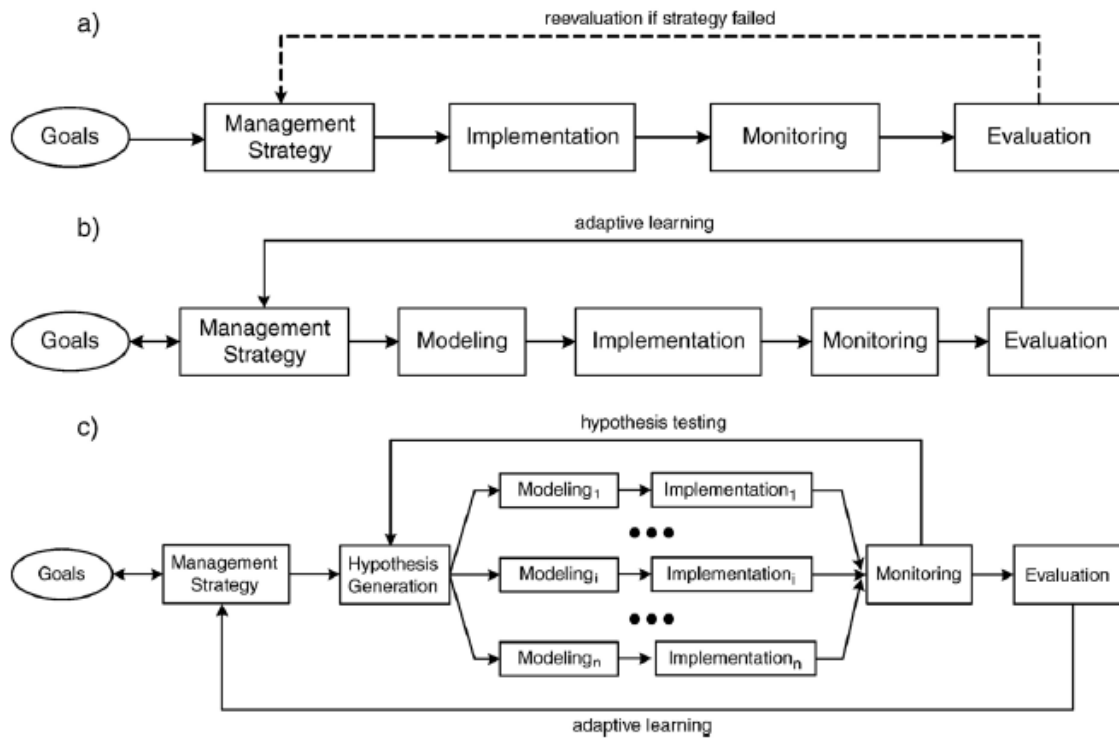 a)
reevaluation if strategy failed
Goals
Management
Strategy
Implementation
Monitoring
Evaluation
b)
adaptive learning
Goals
Management
Strategy
Modeling
Implementation
Monitoring
Evaluation
c)
hypothesis testing
Modeling1
Implementation1
Goals
Management
Strategy
Hypothesis
Generation
Modelingi
Implementationi
Monitoring
Evaluation
Modelingn
Implementationn
adaptive learning